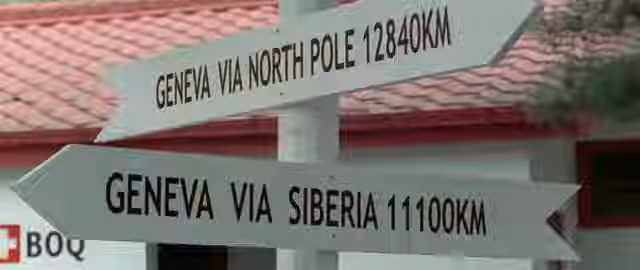 GENEVA VIA NORTH POLE 12840KM
GENEVA VIA SIBERIA 11100KM
BOQ